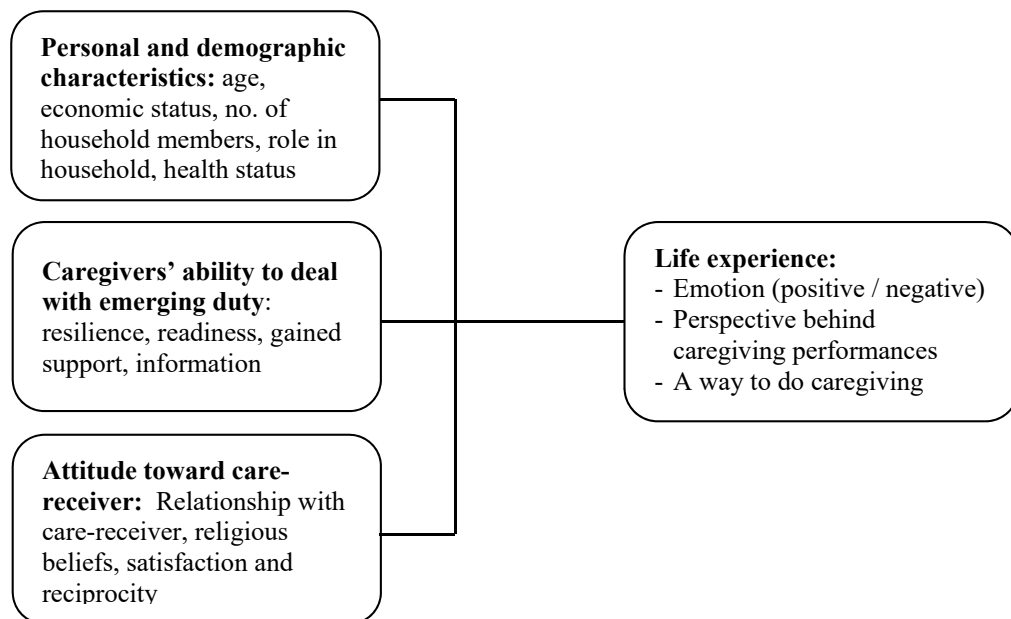 Personal and demographic
characteristics: age,
economic status, no. of
household members, role in
household, health status
Caregivers’ ability to deal
with emerging duty:
resilience, readiness, gained
support, information
Attitude toward care-
receiver: Relationship with
care-receiver, religious
beliefs, satisfaction and
reciprocity
Life experience:
- Emotion (positive / negative)
- Perspective behind
caregiving performances
- A way to do caregiving